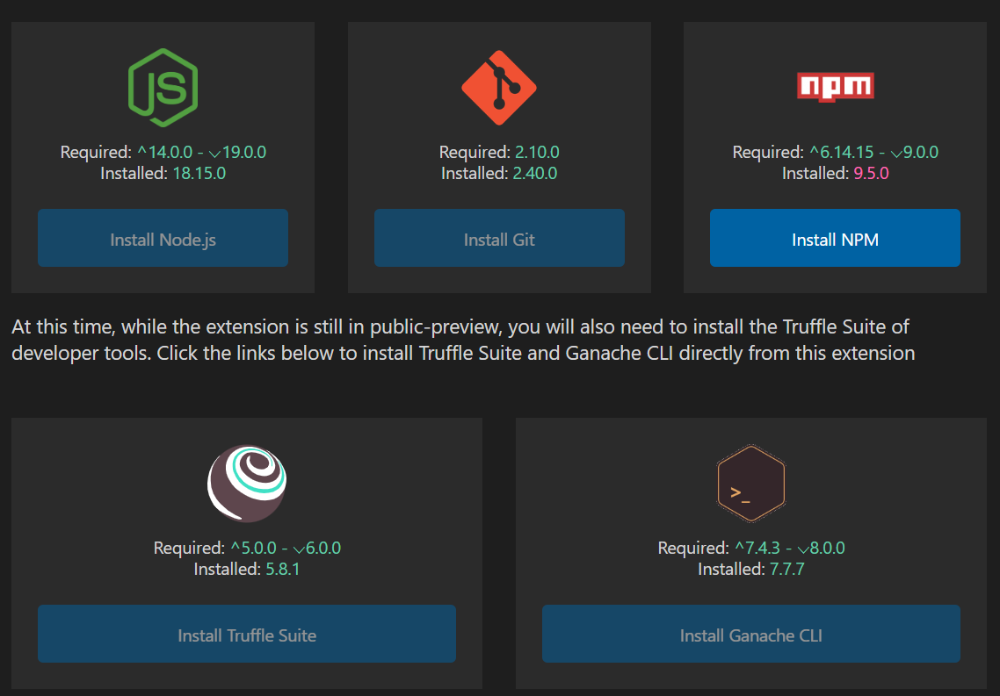 JS
npm
Required: ^14.0.0 - ⌵19.0.0
Installed: 18.15.0
Required: 2.10.0
Installed: 2.40.0
Required: ^6.14.15 - ⌵9.0.0
Installed: 9.5.0
Install Node.js
Install Git
Install NPM
At this time, while the extension is still in public-preview, you will also need to install the Truffle Suite of
developer tools. Click the links below to install Truffle Suite and Ganache CLI directly from this extension
>_
Required: ^5.0.0 - ⌵6.0.0
Installed: 5.8.1
Required: ^7.4.3 - ⌵8.0.0
Installed: 7.7.7
Install Truffle Suite
Install Ganache CLI